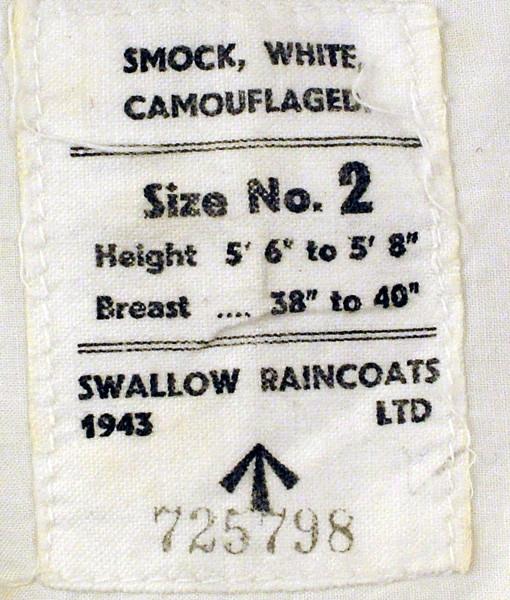 SMOCK, WHITE,
CAMOUFLAGED.
Size No. 2
Height 5' 6" to 5' 8"
Breast .... 38" to 40"
SWALLOW RAINCOATS
1943 LTD
725798